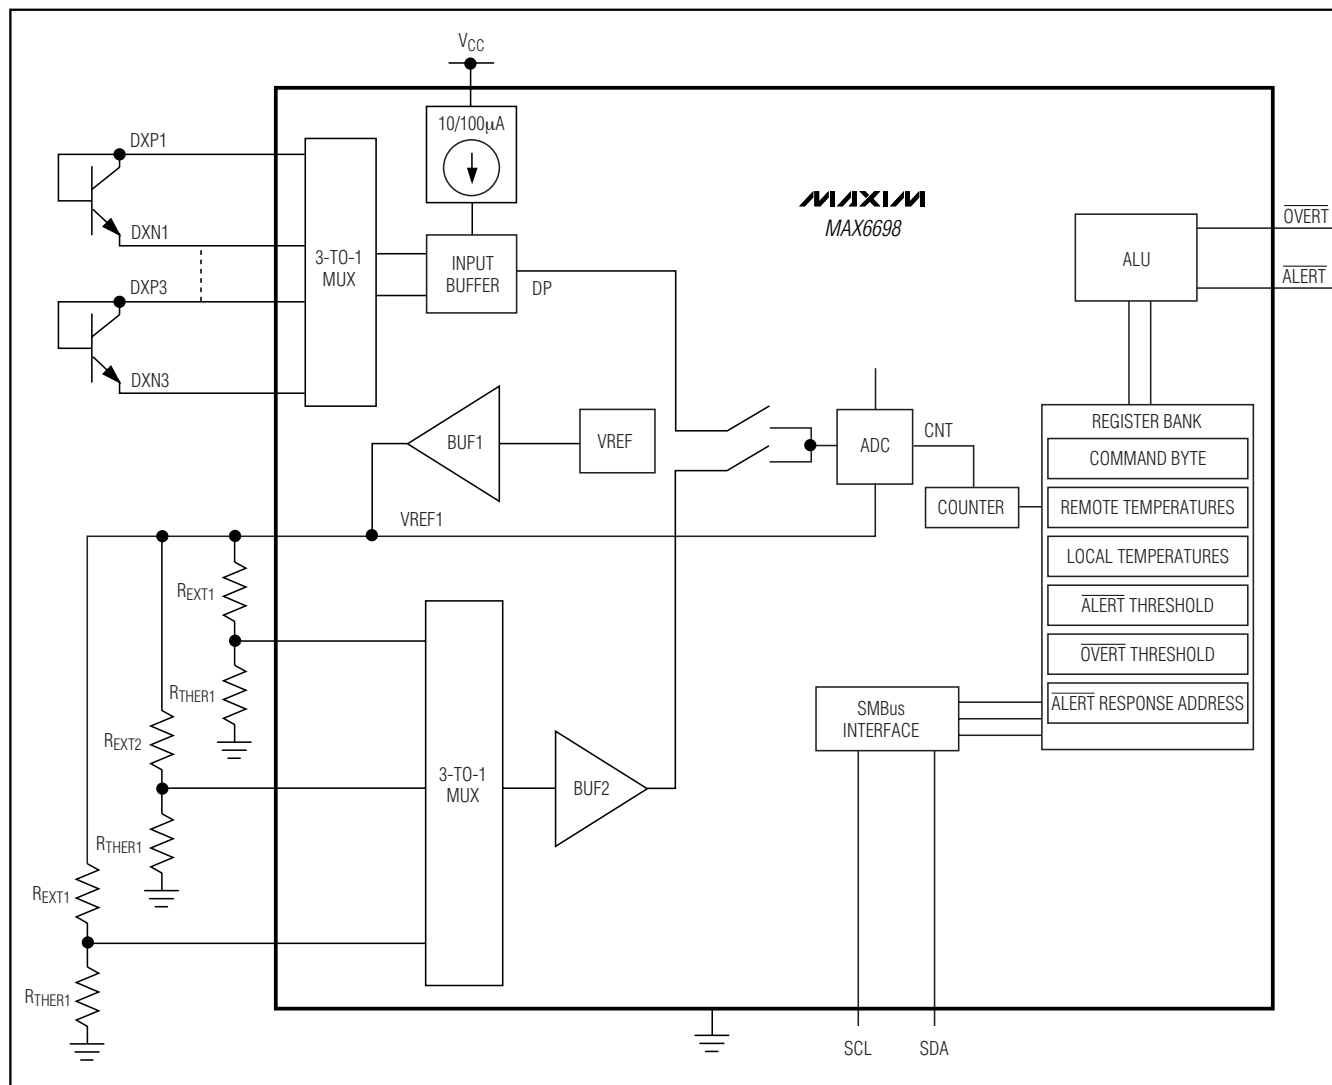 VCC
10/100µA
DXP1
DXN1
DXP3
DXN3
3-TO-1
MUX
INPUT
BUFFER
DP
MAXIM
MAX6698
ALU
OVERT
ALERT
BUF1
VREF
ADC
CNT
COUNTER
VREF1
REGISTER BANK
COMMAND BYTE
REMOTE TEMPERATURES
LOCAL TEMPERATURES
ALERT THRESHOLD
OVERT THRESHOLD
ALERT RESPONSE ADDRESS
REXT1
RTHER1
REXT2
RTHER1
REXT1
RTHER1
3-TO-1
MUX
BUF2
SMBus
INTERFACE
SCL
SDA